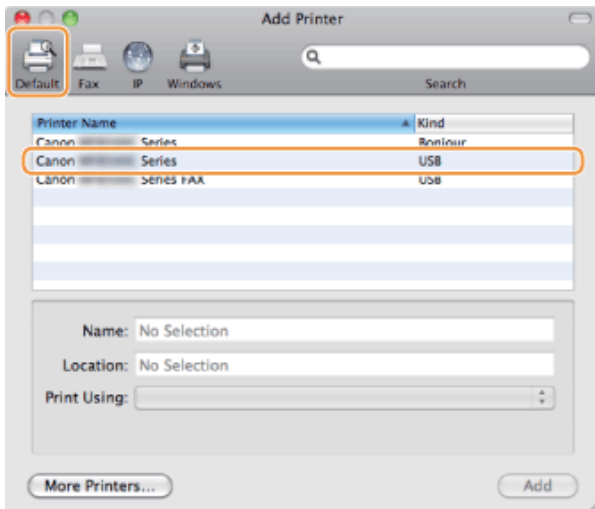 Add Printer
Default Fax IP Windows Search
Printer Name Kind
Canon Series Bonjour
Canon Series USB
Canon Series FAX USB
Name: No Selection
Location: No Selection
Print Using:
More Printers... Add